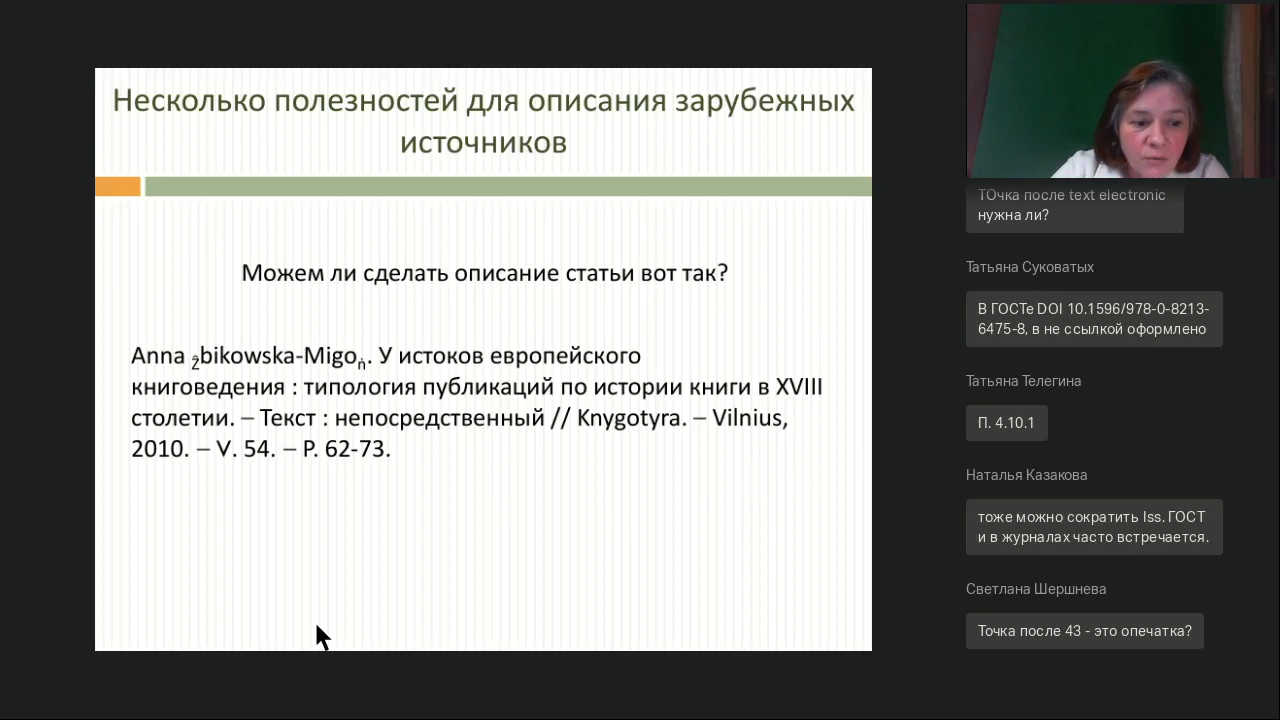 Несколько полезностей для описания зарубежных
источников
Можем ли сделать описание статьи вот так?
Anna Żbikowska-Migoń. У истоков европейского
книговедения : типология публикаций по истории книги в XVIII
столетии. – Текст : непосредственный // Knygotyra. – Vilnius,
2010. – V. 54. – P. 62-73.
ТОчка после text electronic
нужна ли?
Татьяна Суковатых
В ГОСТе DOI 10.1596/978-0-8213-
6475-8, в не ссылкой оформлено
Татьяна Телегина
П. 4.10.1
Наталья Казакова
тоже можно сократить Iss. ГОСТ
и в журналах часто встречается.
Светлана Шершнева
Точка после 43 - это опечатка?